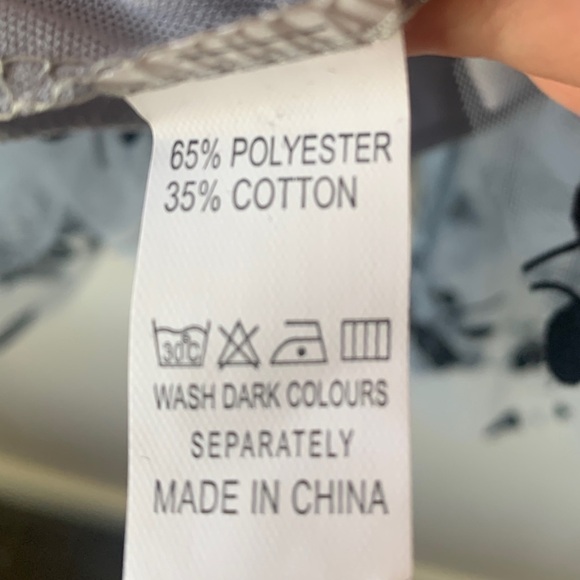 65% POLYESTER
35% COTTON
30°C
WASH DARK COLOURS
SEPARATELY
MADE IN CHINA